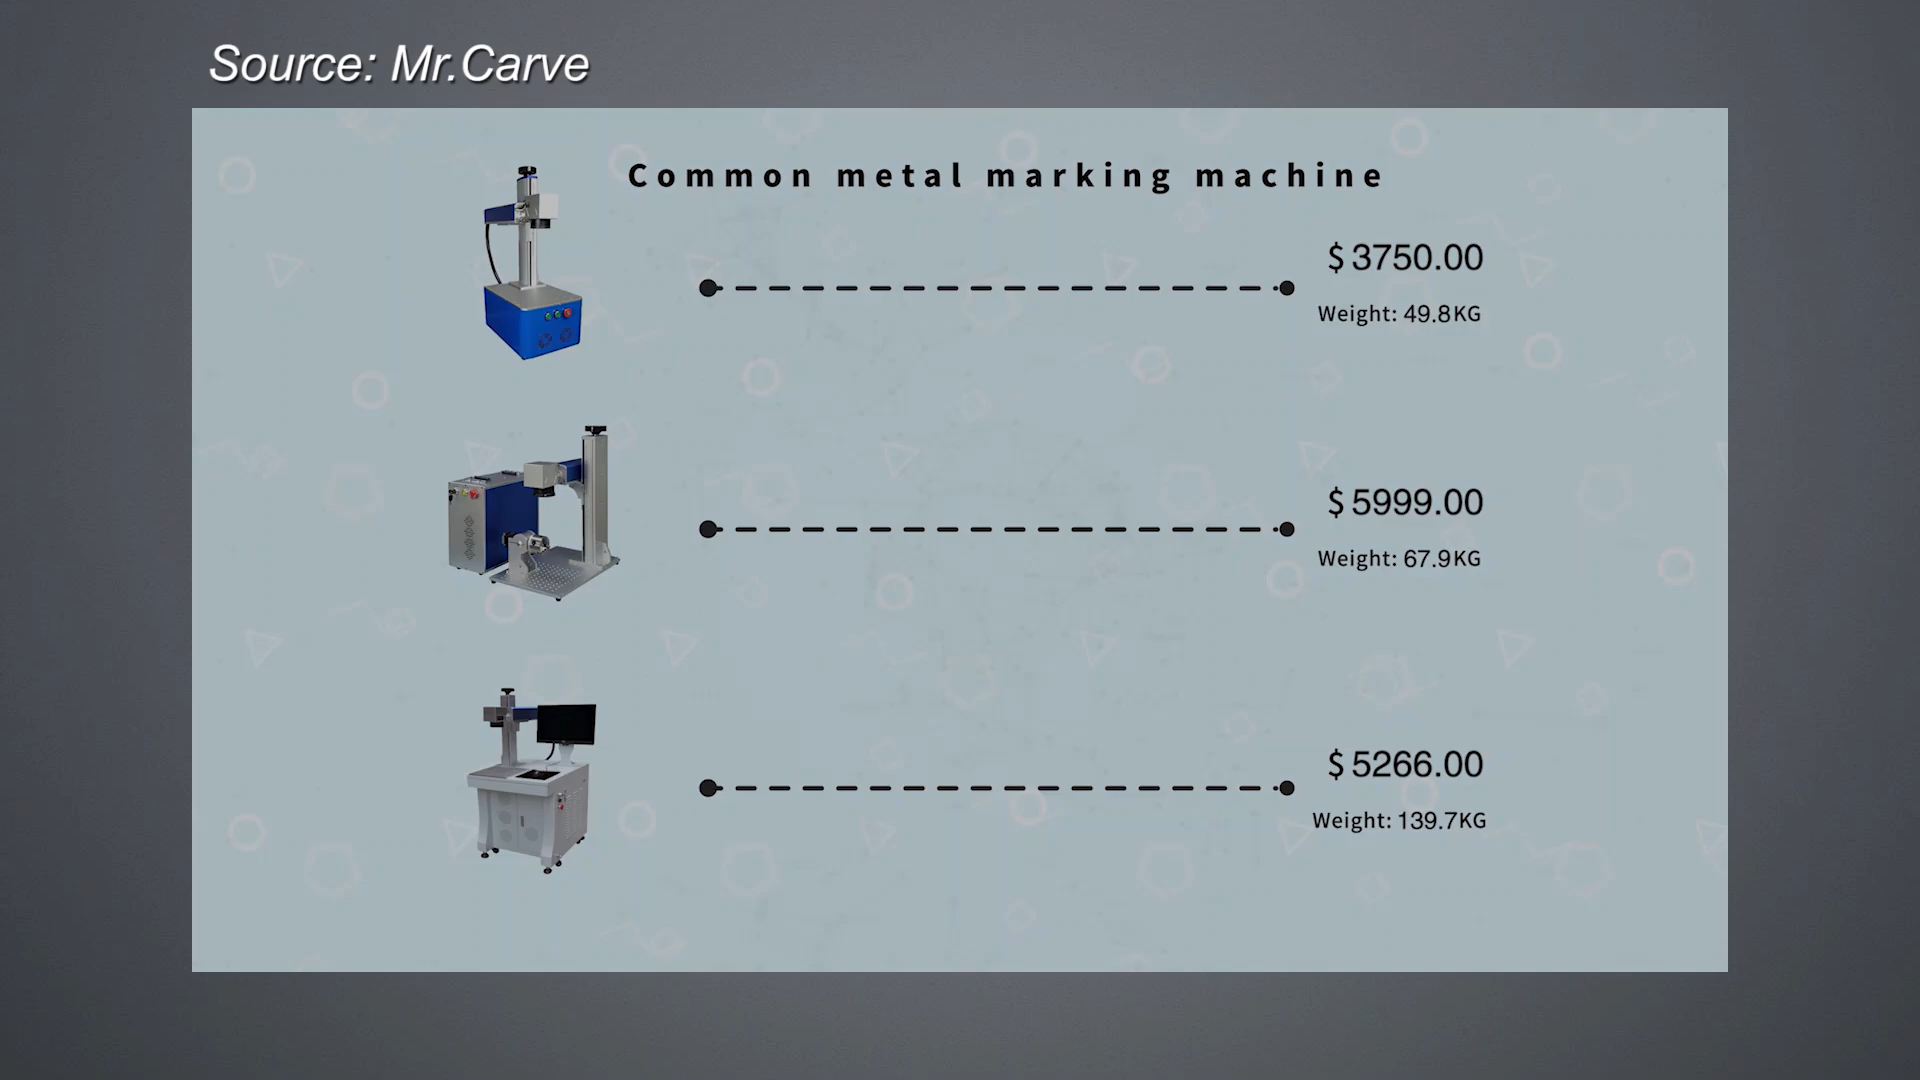 Source: Mr.Carve
Common metal marking machine
$3750.00
Weight: 49.8KG
$5999.00
Weight: 67.9KG
$5266.00
Weight: 139.7KG